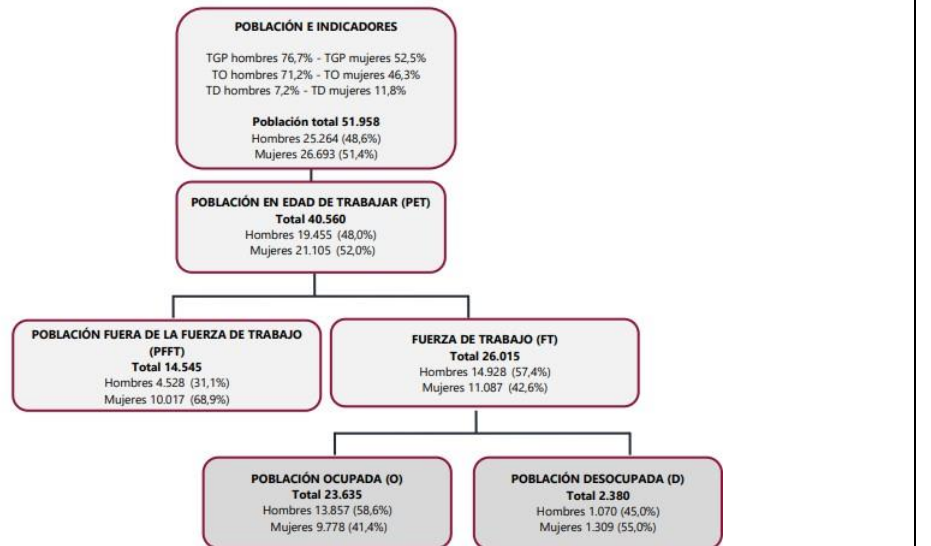 POBLACIÓN E INDICADORES
TGP hombres 76,7% - TGP mujeres 52,5%
TO hombres 71,2% - TO mujeres 46,3%
TD hombres 7,2% - TD mujeres 11,8%
Población total 51.958
Hombres 25.264 (48,6%)
Mujeres 26.693 (51,4%)
POBLACIÓN EN EDAD DE TRABAJAR (PET)
Total 40.560
Hombres 19.455 (48,0%)
Mujeres 21.105 (52,0%)
POBLACIÓN FUERA DE LA FUERZA DE TRABAJO
(PFFT)
Total 14.545
Hombres 4.528 (31,1%)
Mujeres 10.017 (68,9%)
FUERZA DE TRABAJO (FT)
Total 26.015
Hombres 14.928 (57,4%)
Mujeres 11.087 (42,6%)
POBLACIÓN OCUPADA (O)
Total 23.635
Hombres 13.857 (58,6%)
Mujeres 9.778 (41,4%)
POBLACIÓN DESOCUPADA (D)
Total 2.380
Hombres 1.070 (45,0%)
Mujeres 1.309 (55,0%)